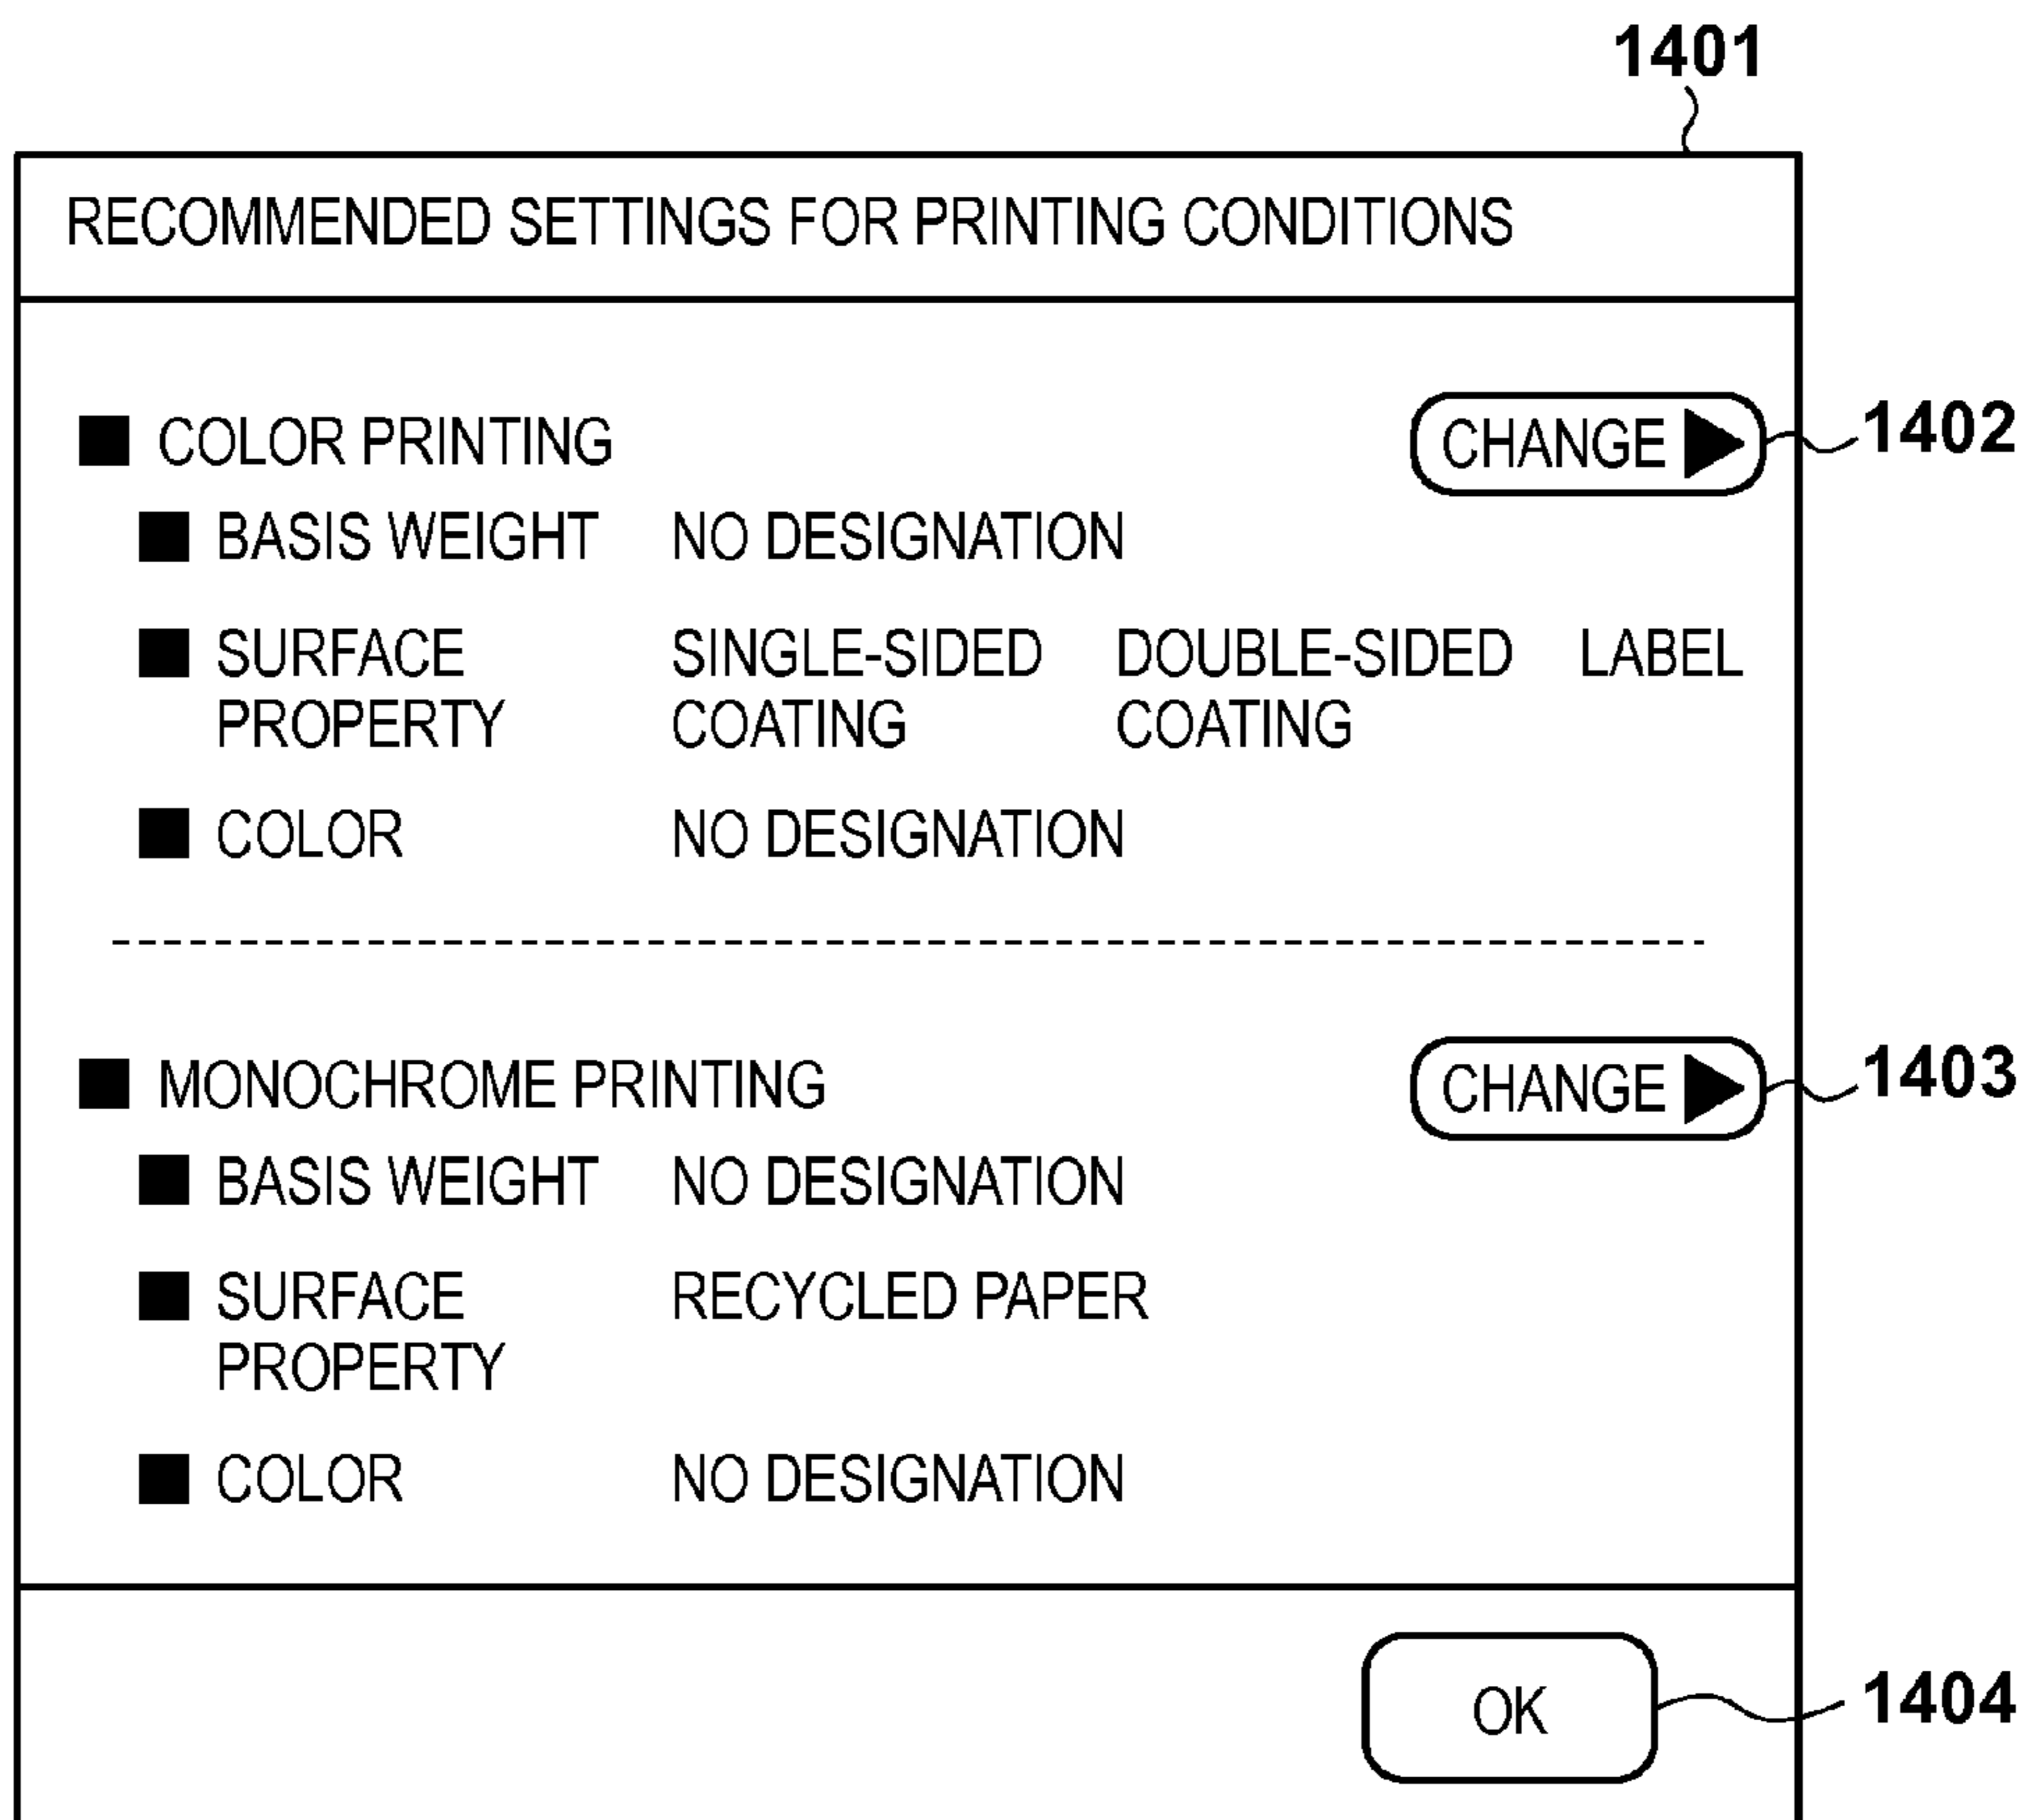 1401
RECOMMENDED SETTINGS FOR PRINTING CONDITIONS
COLOR PRINTING CHANGE 1402
BASIS WEIGHT NO DESIGNATION
SURFACE SINGLE-SIDED DOUBLE-SIDED LABEL
PROPERTY COATING COATING
COLOR NO DESIGNATION
MONOCHROME PRINTING CHANGE 1403
BASIS WEIGHT NO DESIGNATION
SURFACE RECYCLED PAPER
PROPERTY
COLOR NO DESIGNATION
OK 1404